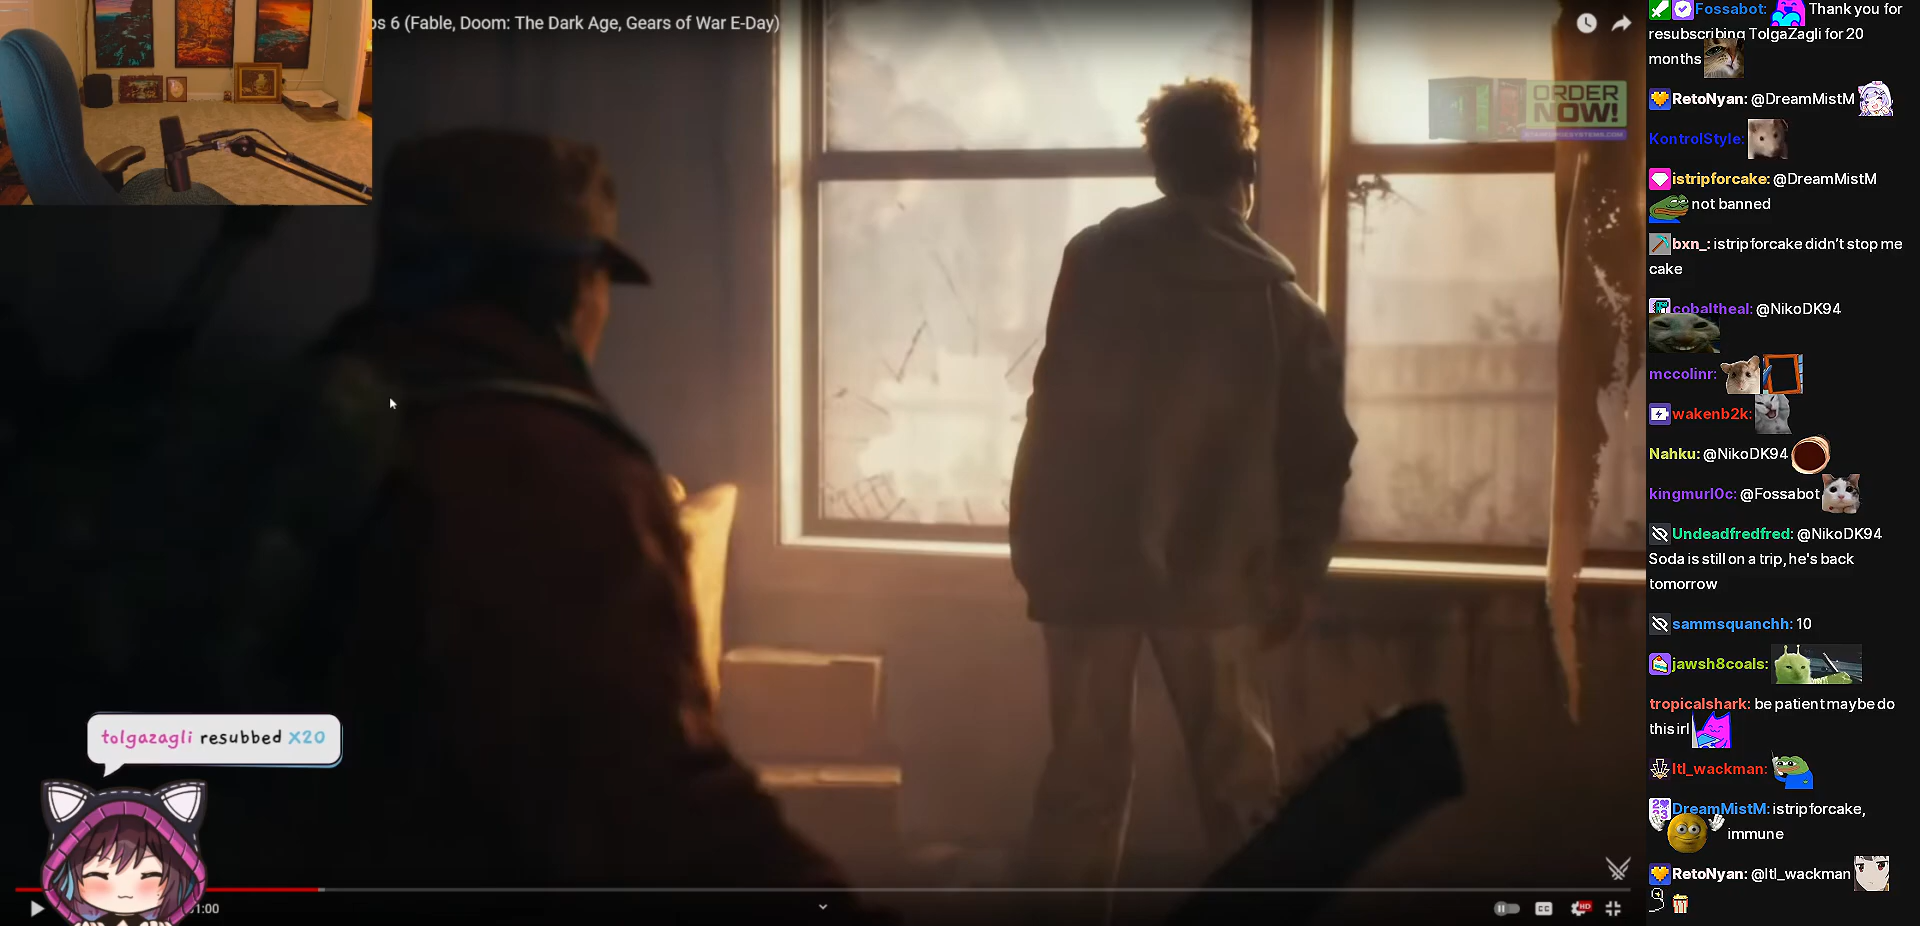 os 6 (Fable, Doom: The Dark Age, Gears of War E-Day)
ORDER
NOW!
tolgazagli resubbed X20
1:00
CC
HD
Fossabot: Thank you for
resubscribing TolgaZagli for 20
months
RetoNyan: @DreamMistM
KontrolStyle:
istripforcake: @DreamMistM
not banned
bxn_: istripforcake didn't stop me
cake
cobaltheal: @NikoDK94
mccolinr:
wakenb2k:
Nahku: @NikoDK94
kingmurl0c: @Fossabot
Undeadfredfred: @NikoDK94
Soda is still on a trip, he's back
tomorrow
sammsquanchh: 10
jawsh8coals:
tropicalshark: be patient maybe do
this irl
ltl_wackman:
DreamMistM: istripforcake,
immune
RetoNyan: @ltl_wackman